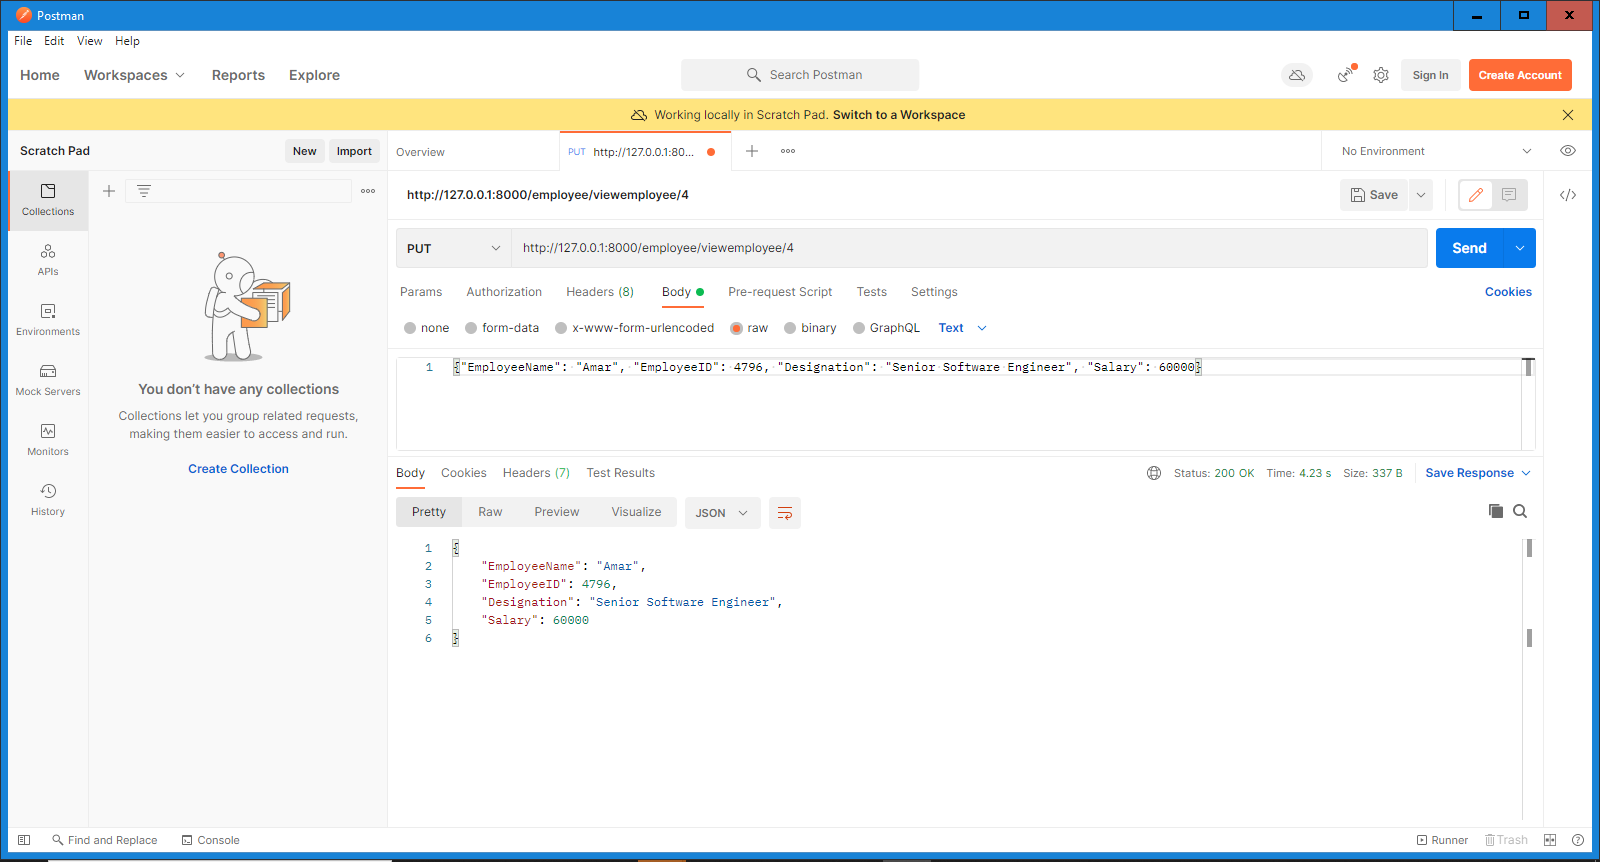 Postman
File Edit View Help
Home Workspaces Reports Explore Search Postman Sign In Create Account
Working locally in Scratch Pad. Switch to a Workspace
Scratch Pad New Import Overview PUT http://127.0.0.1:80... No Environment
http://127.0.0.1:8000/employee/viewemployee/4 Save
Collections
PUT http://127.0.0.1:8000/employee/viewemployee/4 Send
APIs
Params Authorization Headers (8) Body Pre-request Script Tests Settings Cookies
Environments
none form-data x-www-form-urlencoded raw binary GraphQL Text
1 {"EmployeeName": "Amar", "EmployeeID": 4796, "Designation": "Senior Software Engineer", "Salary": 60000}
Mock Servers
You don't have any collections
Collections let you group related requests,
making them easier to access and run.
Monitors
Create Collection
Body Cookies Headers (7) Test Results Status: 200 OK Time: 4.23 s Size: 337 B Save Response
History
Pretty Raw Preview Visualize JSON
1 {
2 "EmployeeName": "Amar",
3 "EmployeeID": 4796,
4 "Designation": "Senior Software Engineer",
5 "Salary": 60000
6 }
Find and Replace Console Runner Trash